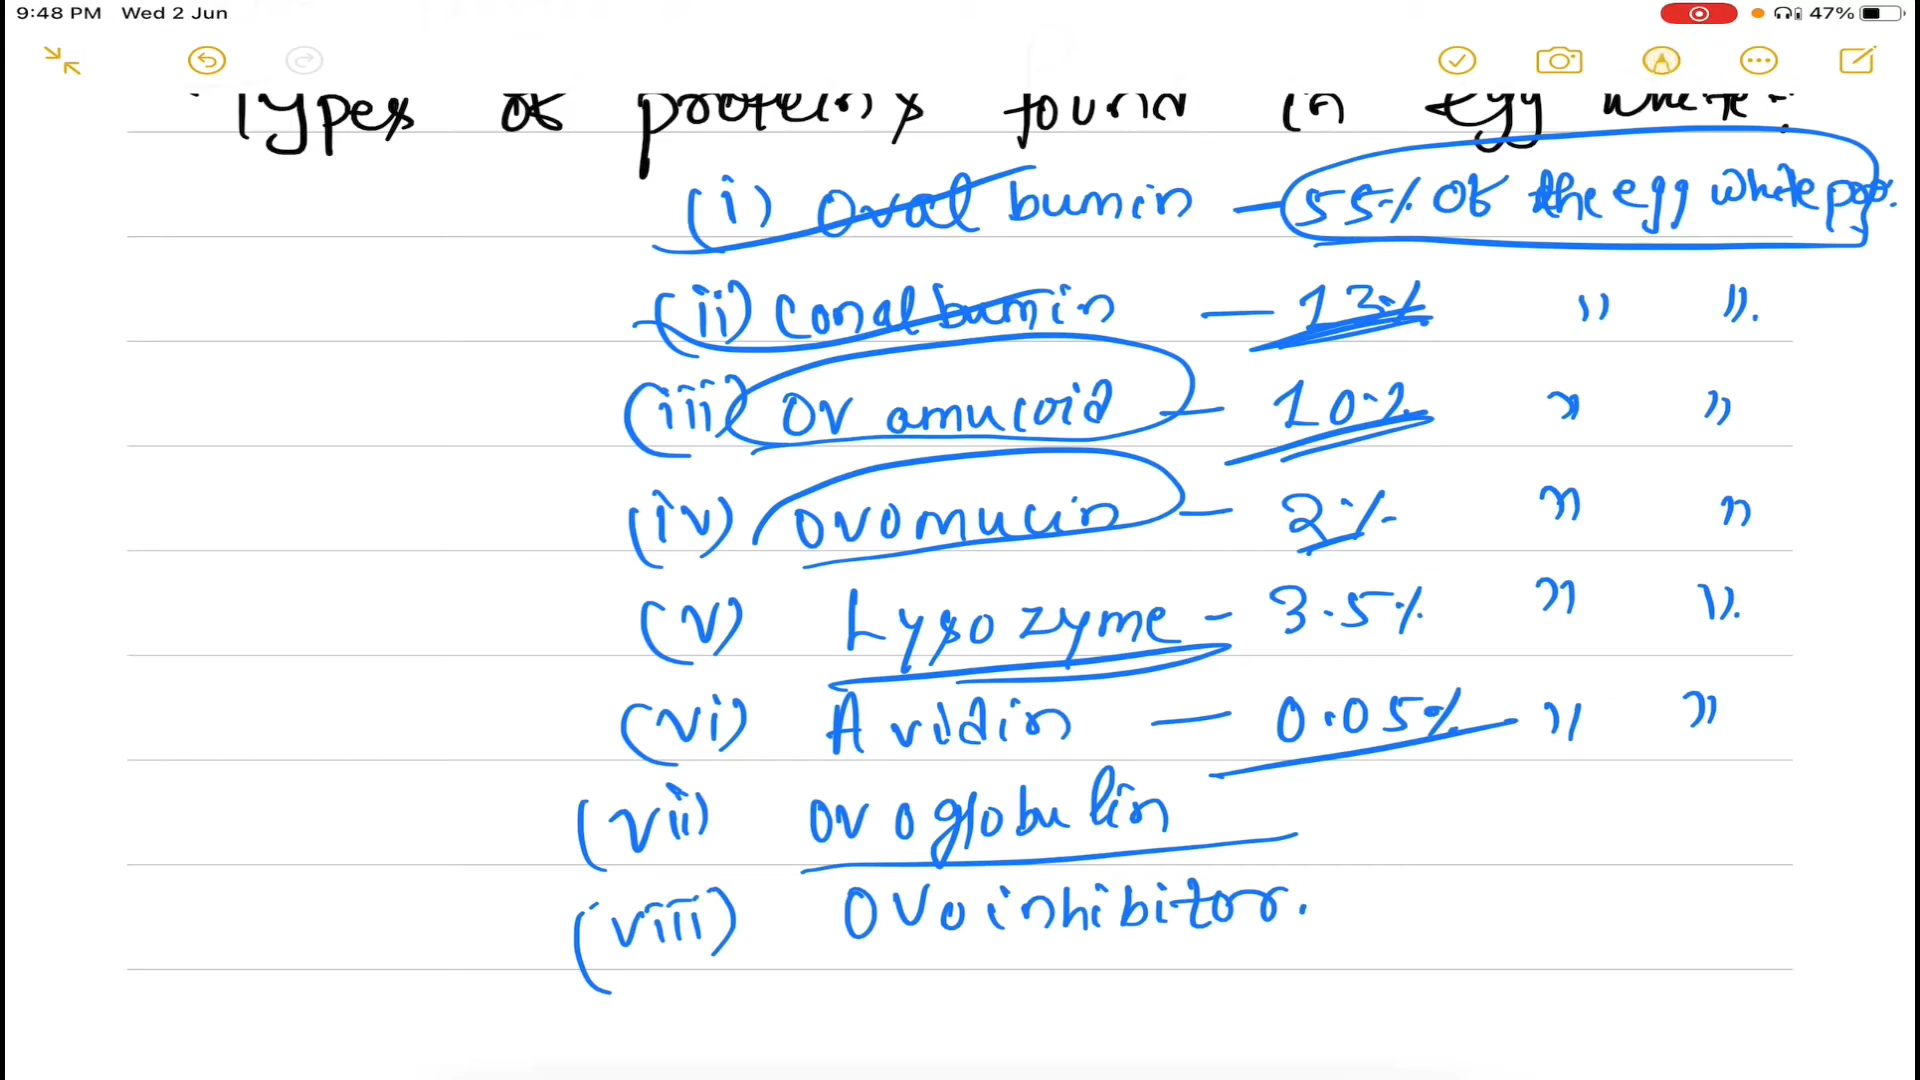 9:48 PM Wed 2 Jun 47%
Types of proteins found in egg white:
(i) Ovalbumin - 55% of the egg white
(ii) Conalbumin - 13% " ".
(iii) Ovamucoid - 10% " "
(iv) Ovomucin - 2% " "
(v) Lysozyme - 3.5% " ".
(vi) Avidin - 0.05% " "
(vii) Ovoglobulin
(viii) Ovoinhibitor.